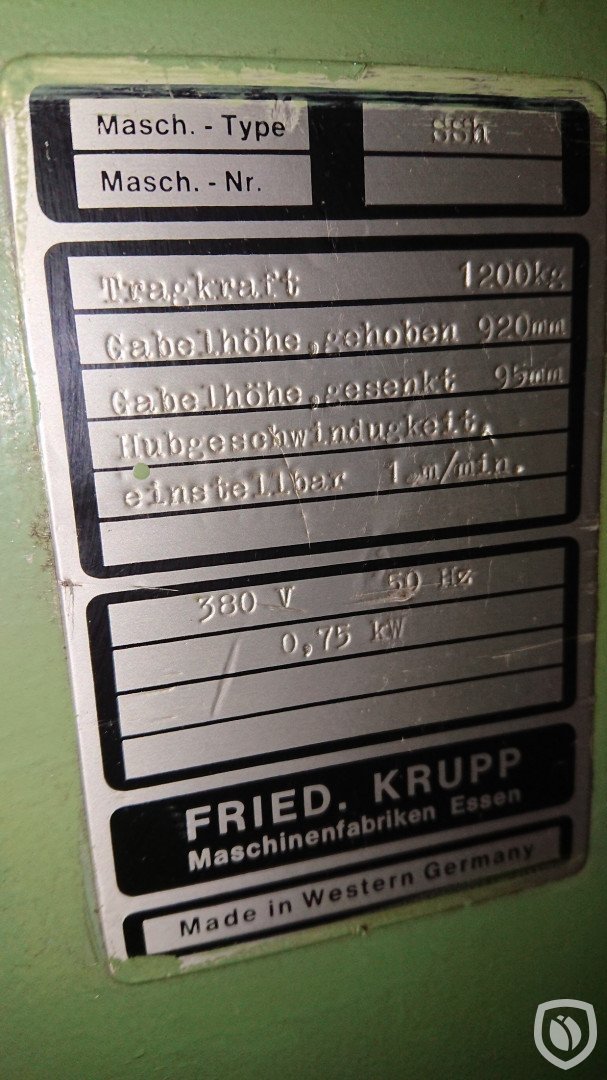 Masch. - Type SSh
Masch. - Nr.
Tragkraft 1200kg
Gabelhöhe,gehoben 920mm
Gabelhöhe,gesenkt 95mm
Hubgeschwindugkeit,
einstellbar 1 m/min.
380 V 50 Hz
0,75 kW
FRIED. KRUPP
Maschinenfabriken Essen
Made in Western Germany